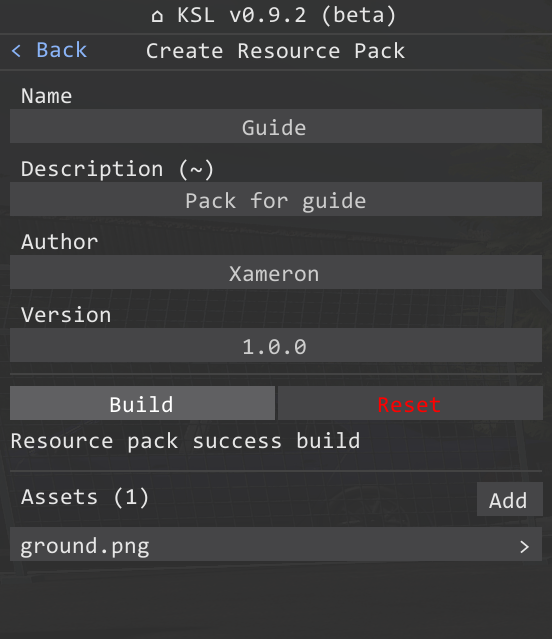 ⌂ KSL v0.9.2 (beta)
< Back Create Resource Pack
Name
Guide
Description (~)
Pack for guide
Author
Xameron
Version
1.0.0
Build Reset
Resource pack success build
Assets (1) Add
ground.png >